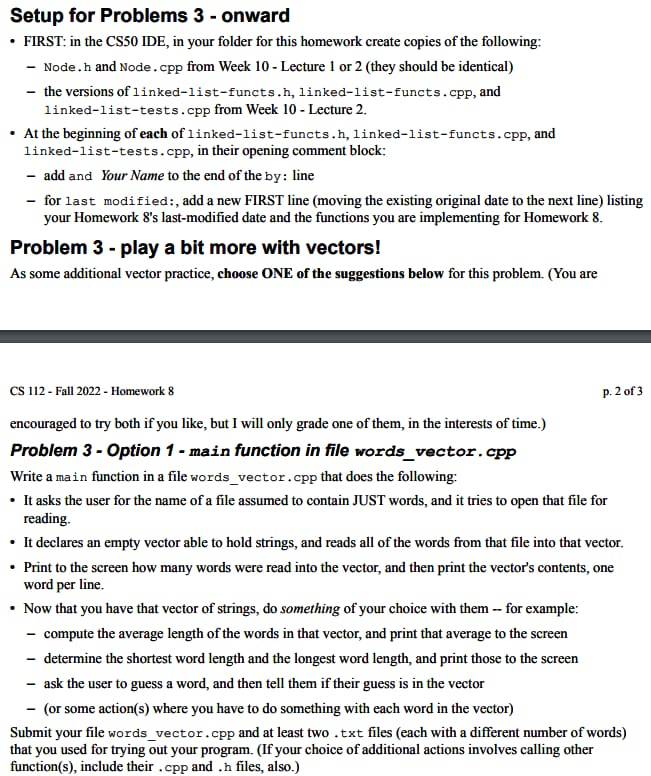 Setup for Problems 3 - onward
• FIRST: in the CS50 IDE, in your folder for this homework create copies of the following:
– Node.h and Node.cpp from Week 10 - Lecture 1 or 2 (they should be identical)
– the versions of linked-list-functs.h, linked-list-functs.cpp, and
linked-list-tests.cpp from Week 10 - Lecture 2.
• At the beginning of each of linked-list-functs.h, linked-list-functs.cpp, and
linked-list-tests.cpp, in their opening comment block:
– add and Your Name to the end of the by: line
– for last modified:, add a new FIRST line (moving the existing original date to the next line) listing
your Homework 8's last-modified date and the functions you are implementing for Homework 8.
Problem 3 - play a bit more with vectors!
As some additional vector practice, choose ONE of the suggestions below for this problem. (You are
CS 112 - Fall 2022 - Homework 8 p. 2 of 3
encouraged to try both if you like, but I will only grade one of them, in the interests of time.)
Problem 3 - Option 1 - main function in file words_vector.cpp
Write a main function in a file words_vector.cpp that does the following:
• It asks the user for the name of a file assumed to contain JUST words, and it tries to open that file for
reading.
• It declares an empty vector able to hold strings, and reads all of the words from that file into that vector.
• Print to the screen how many words were read into the vector, and then print the vector's contents, one
word per line.
• Now that you have that vector of strings, do something of your choice with them -- for example:
– compute the average length of the words in that vector, and print that average to the screen
– determine the shortest word length and the longest word length, and print those to the screen
– ask the user to guess a word, and then tell them if their guess is in the vector
– (or some action(s) where you have to do something with each word in the vector)
Submit your file words_vector.cpp and at least two .txt files (each with a different number of words)
that you used for trying out your program. (If your choice of additional actions involves calling other
function(s), include their .cpp and .h files, also.)